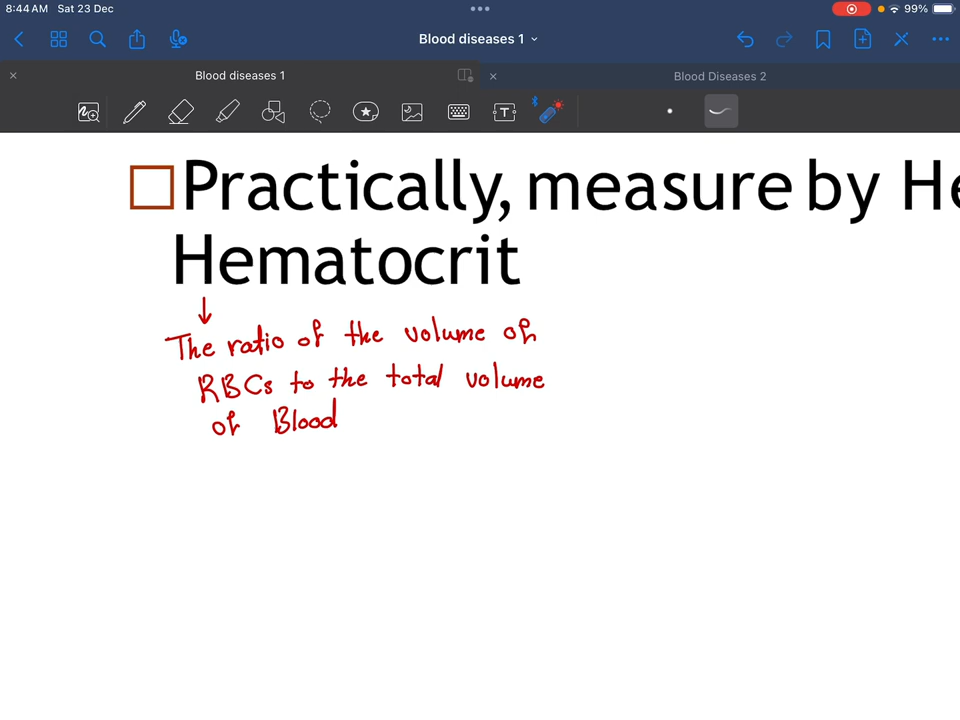 8:44 AM Sat 23 Dec
99%
Blood diseases 1
Blood diseases 1
Blood Diseases 2
T
Practically, measure by He
Hematocrit
The ratio of the volume of
RBCs to the total volume
of Blood